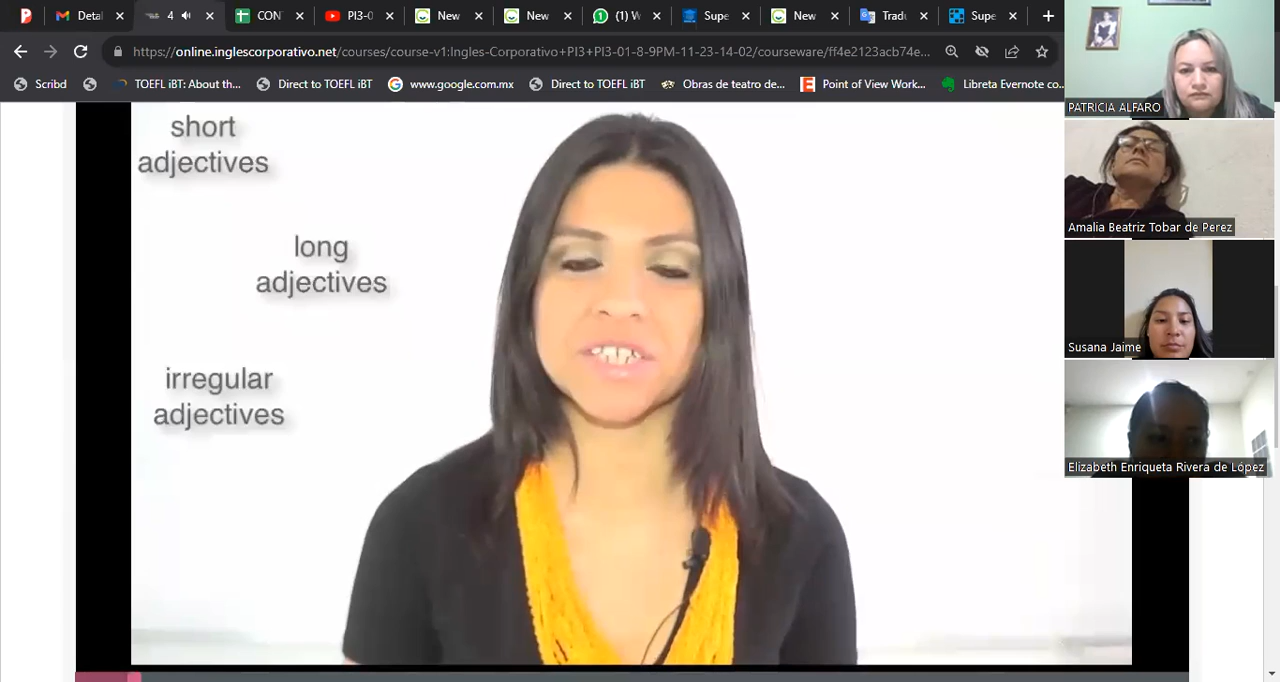 Detal
4
CON
PI3-0
New
New
(1) W
Supe
New
Tradu
Supe
https://online.inglescorporativo.net/courses/course-v1:Ingles-Corporativo+PI3+PI3-01-8-9PM-11-23-14-02/courseware/ff4e2123acb74e...
Scribd
TOEFL iBT: About th...
Direct to TOEFL iBT
www.google.com.mx
Direct to TOEFL iBT
Obras de teatro de...
Point of View Work...
Libreta Evernote co...
short
adjectives
long
adjectives
irregular
adjectives
PATRICIA ALFARO
Amalia Beatriz Tobar de Perez
Susana Jaime
Elizabeth Enriqueta Rivera de López